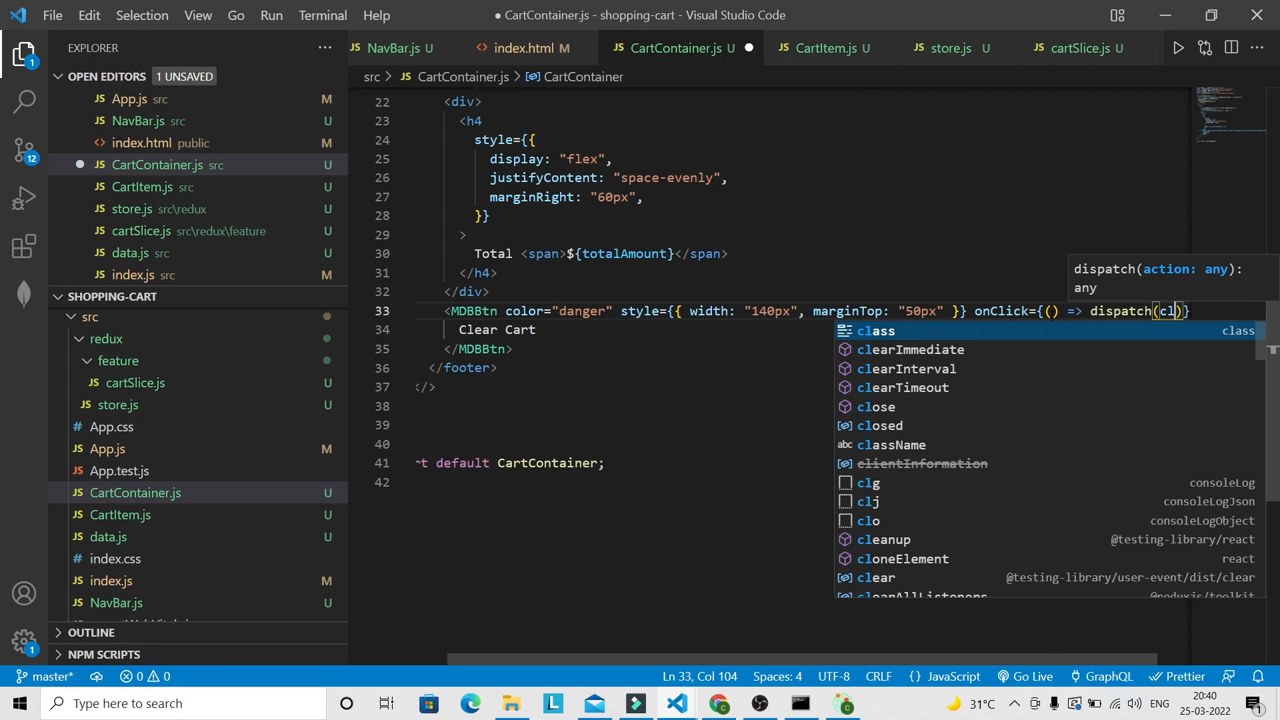 File Edit Selection View Go Run Terminal Help
● CartContainer.js - shopping-cart - Visual Studio Code
EXPLORER
NavBar.js U
index.html M
CartContainer.js U
CartItem.js U
store.js U
cartSlice.js U
OPEN EDITORS 1 UNSAVED
src > CartContainer.js > CartContainer
App.js src M
NavBar.js src U
index.html public M
CartContainer.js src U
CartItem.js src U
store.js src\redux U
cartSlice.js src\redux\feature U
data.js src U
index.js src M
SHOPPING-CART
src
redux
feature
cartSlice.js U
store.js U
App.css
App.js M
App.test.js
CartContainer.js U
CartItem.js U
data.js U
index.css
index.js M
NavBar.js U
OUTLINE
NPM SCRIPTS
1
12
1
22 <div>
23 <h4
24 style={{
25 display: "flex",
26 justifyContent: "space-evenly",
27 marginRight: "60px",
28 }}
29 >
30 Total <span>${totalAmount}</span>
31 </h4>
32 </div>
33 <MDBBtn color="danger" style={{ width: "140px", marginTop: "50px" }} onClick={() => dispatch(cl)}
34 Clear Cart
35 </MDBBtn>
36 </footer>
37 </>
38
39
40
41 t default CartContainer;
42
dispatch(action: any):
any
class class
clearImmediate
clearInterval
clearTimeout
close
closed
abc className
clientInformation
clg consoleLog
clj consoleLogJson
clo consoleLogObject
cleanup @testing-library/react
cloneElement react
clear @testing-library/user-event/dist/clear
clearAllListeners @reduxjs/toolkit
master* 0 0
Ln 33, Col 104 Spaces: 4 UTF-8 CRLF {} JavaScript Go Live GraphQL Prettier
Type here to search
31°C ENG
20:40
25-03-2022
1